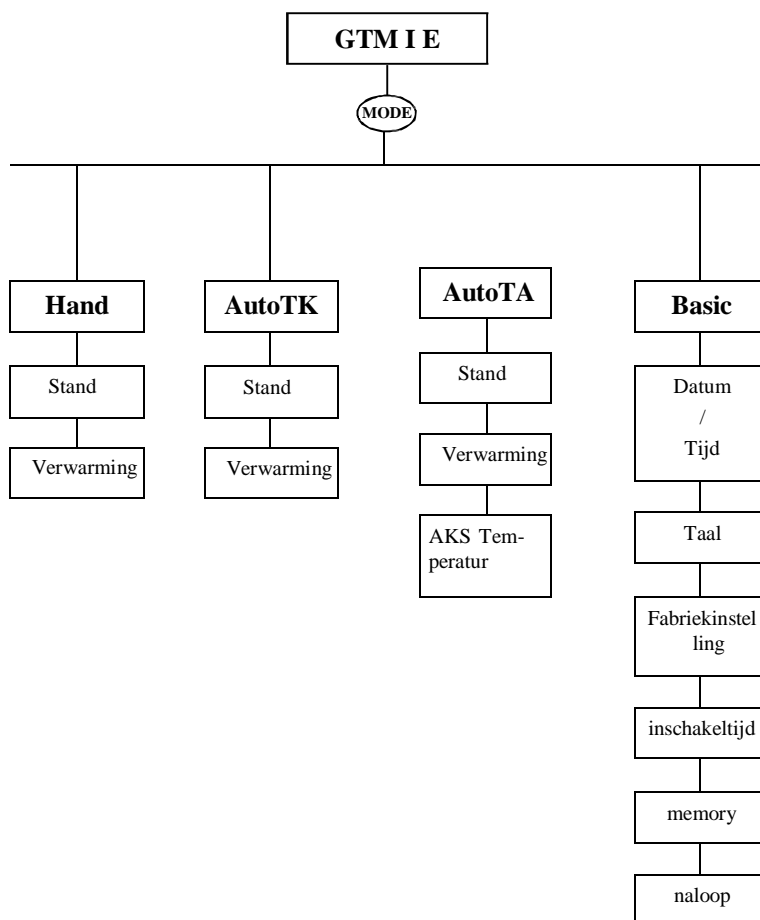 GTM I E
MODE
Hand
Stand
Verwarming
AutoTK
Stand
Verwarming
AutoTA
Stand
Verwarming
AKS Tem-
peratur
Basic
Datum
/
Tijd
Taal
Fabriekinstel
ling
inschakeltijd
memory
naloop